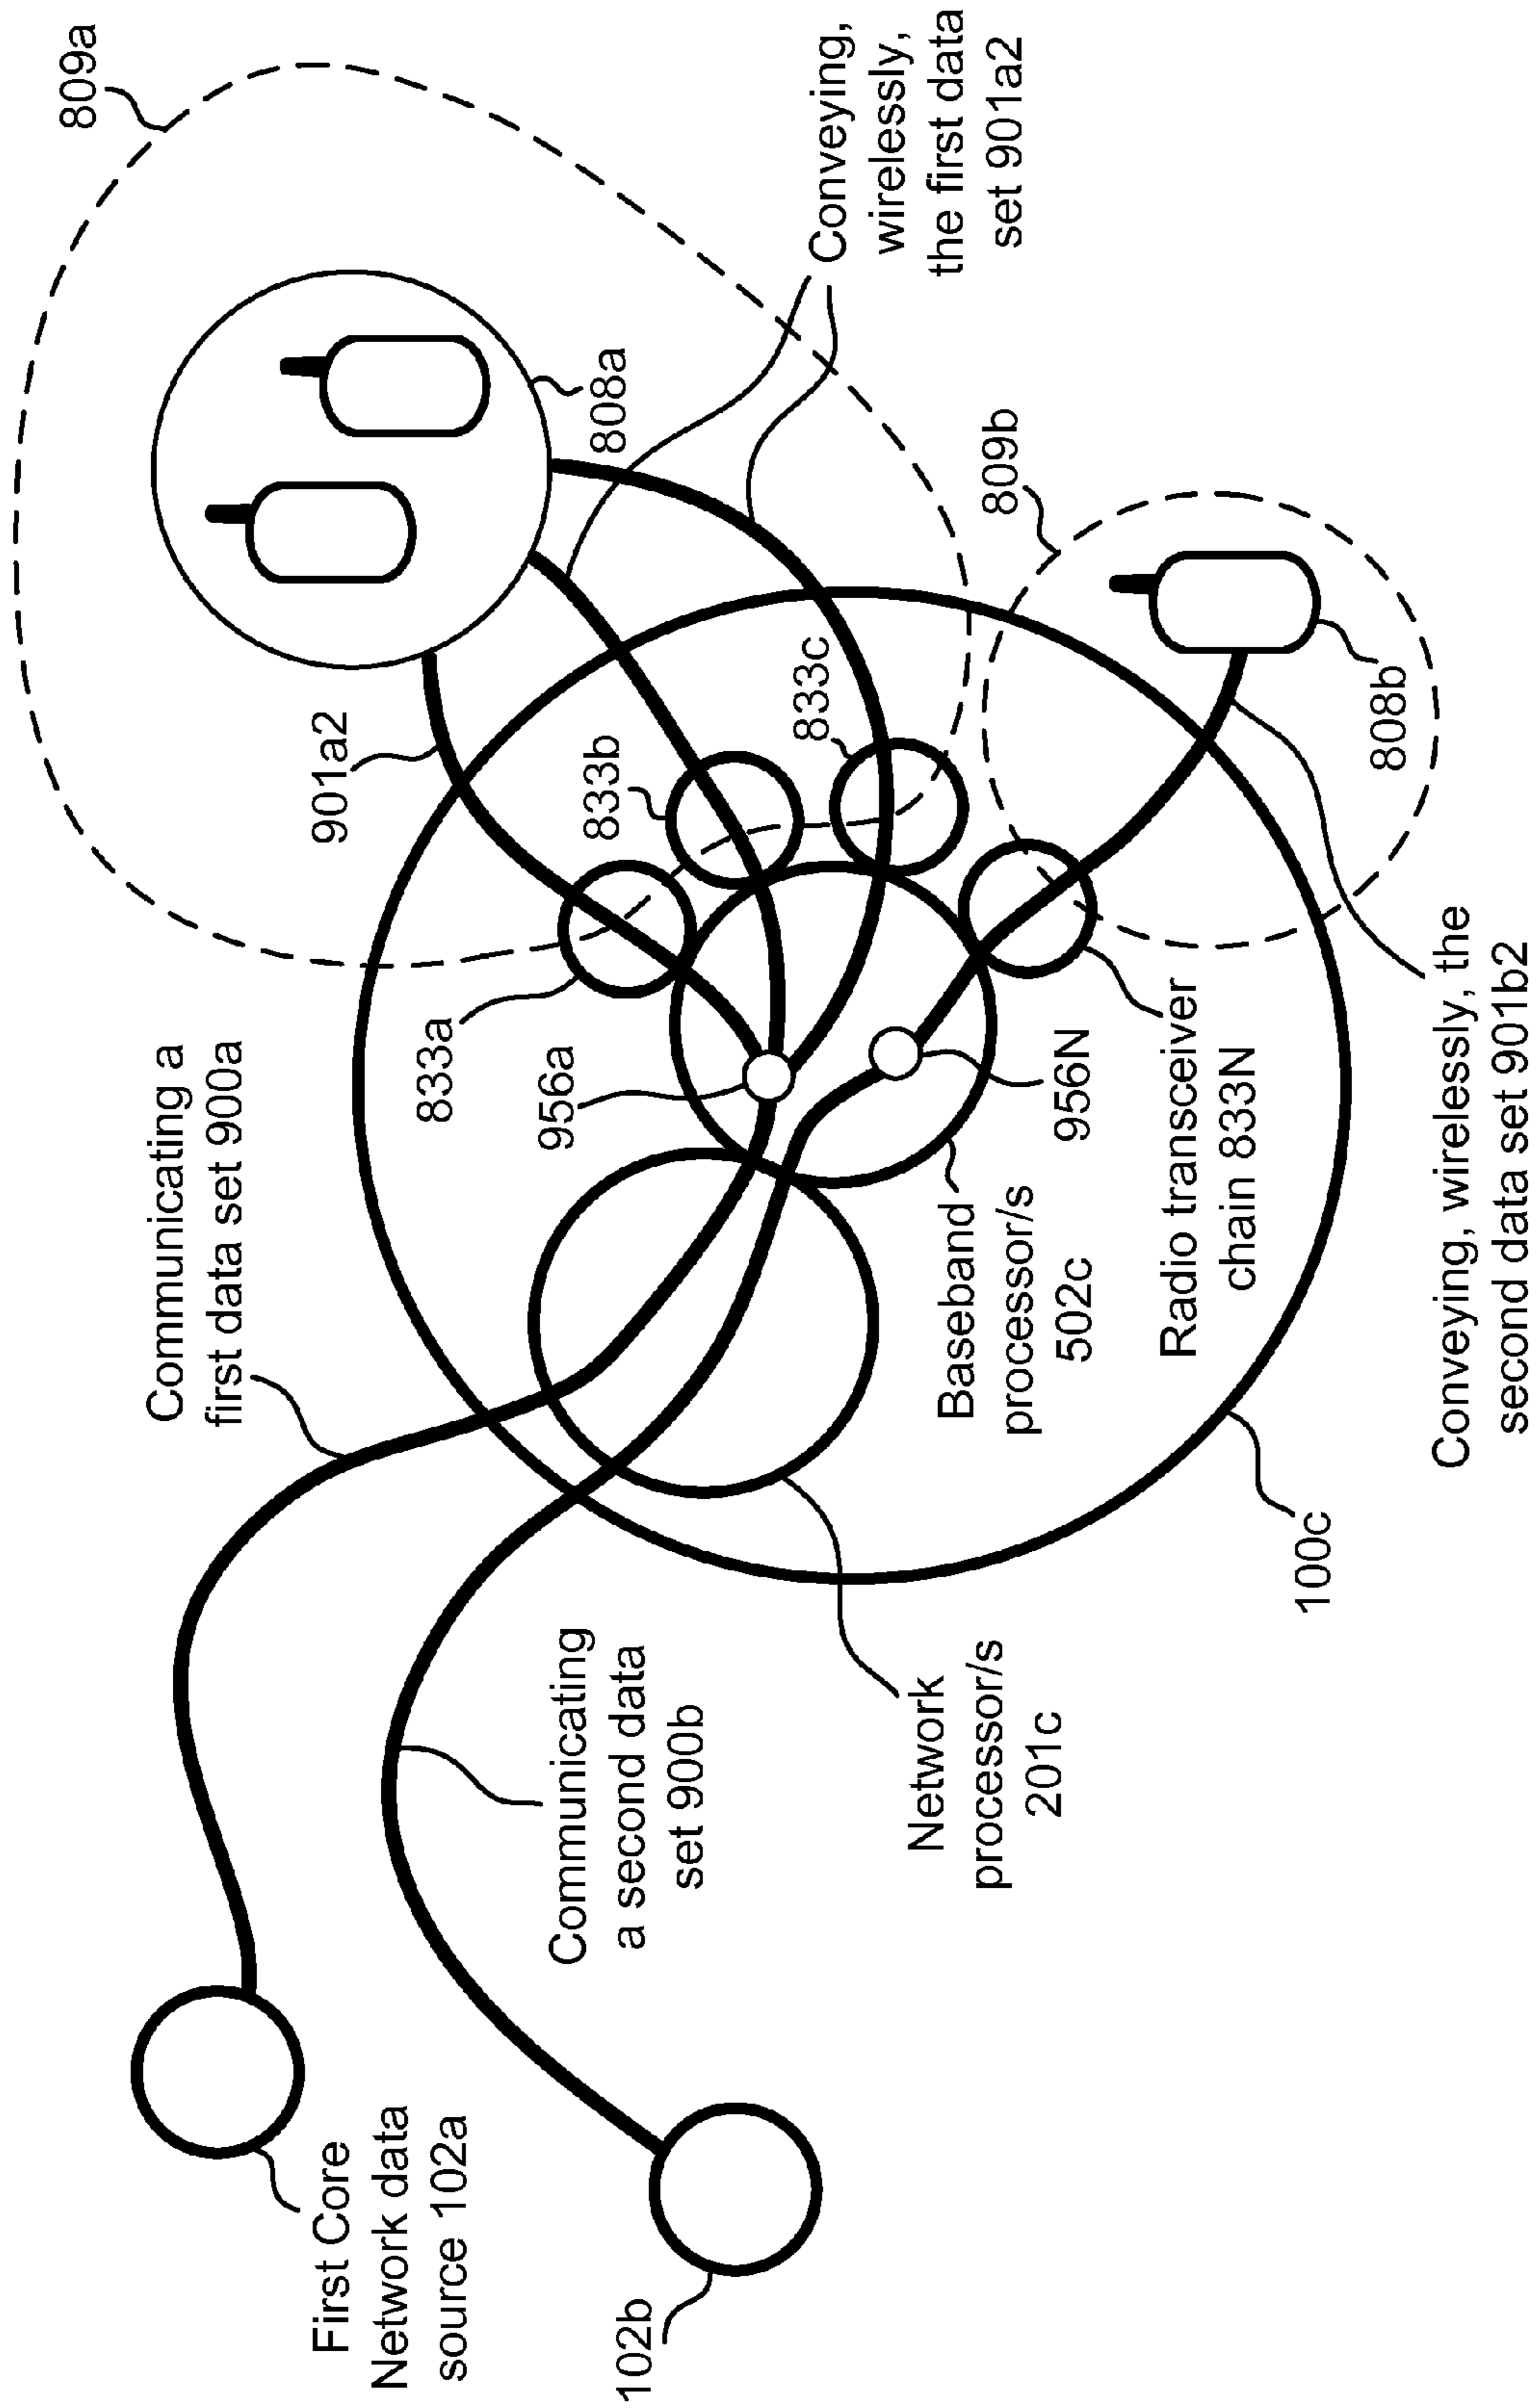 809a
Conveying,
wirelessly,
the first data
set 901a2
808a
809b
901a2
833b
833c
808b
Communicating a
first data set 900a
833a
956a
956N
Baseband
processor/s
502c
Radio transceiver
chain 833N
Conveying, wirelessly, the
second data set 901b2
100c
Communicating
a second data
set 900b
Network
processor/s
201c
First Core
Network data
source 102a
102b